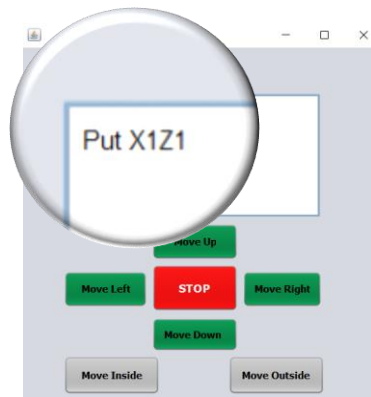 Put X1Z1
Move Up
Move Left STOP Move Right
Move Down
Move Inside Move Outside